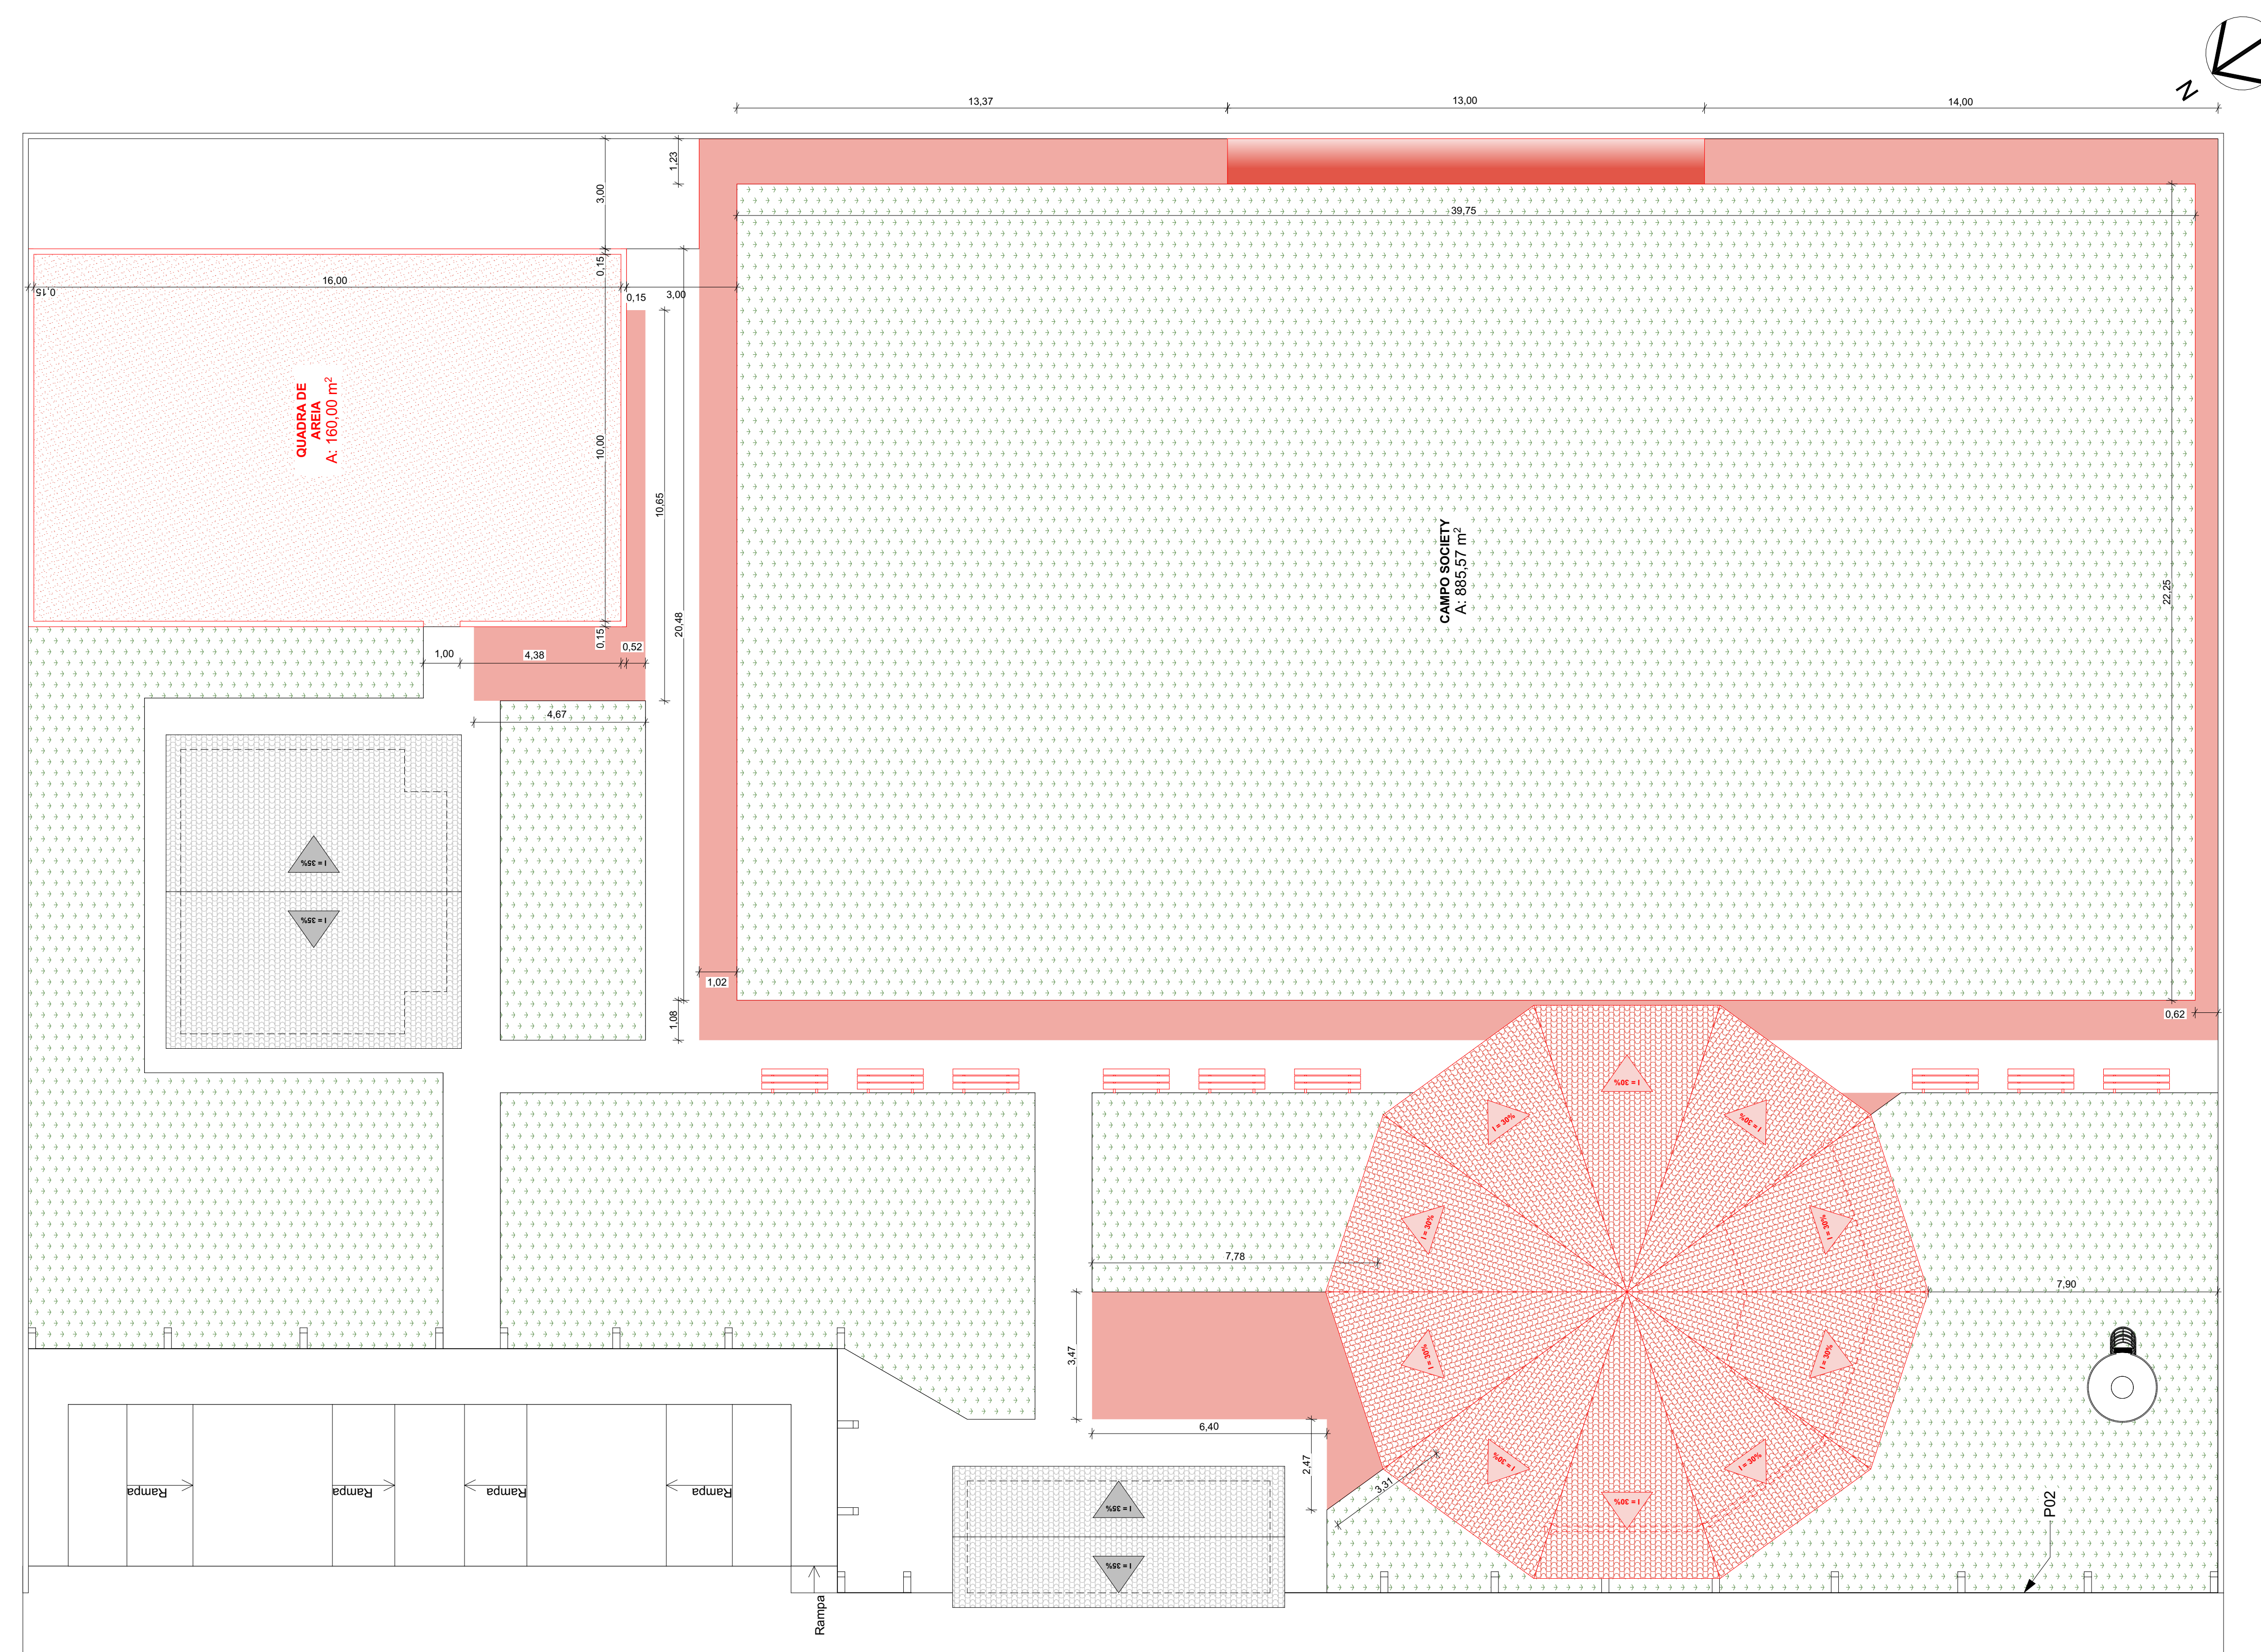 N
13,37
13,00
14,00
1,23
3,00
39,75
0,15
16,00
0,15
0,15
3,00
QUADRA DE
AREIA
A: 160,00 m²
10,00
10,65
20,48
CAMPO SOCIETY
A: 885,57 m²
22,25
0,15
1,00
4,38
0,52
4,67
I = 35%
I = 35%
1,02
1,08
0,62
I = 30%
I = 30%
I = 30%
I = 30%
I = 30%
7,78
7,90
3,47
I = 30%
I = 30%
6,40
2,47
3,31
I = 30%
I = 30%
I = 30%
Rampa
Rampa
Rampa
Rampa
I = 35%
I = 35%
P02
Rampa